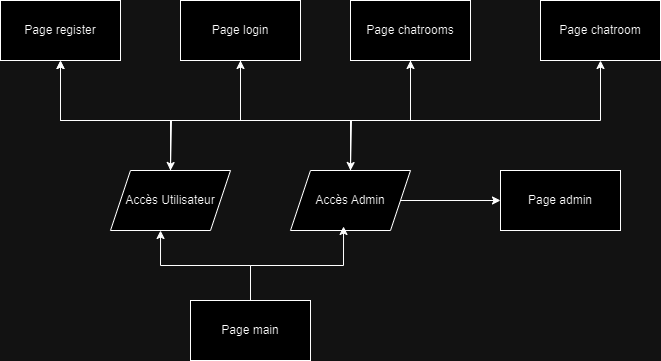 Page register
Page login
Page chatrooms
Page chatroom
Accès Utilisateur
Accès Admin
Page admin
Page main